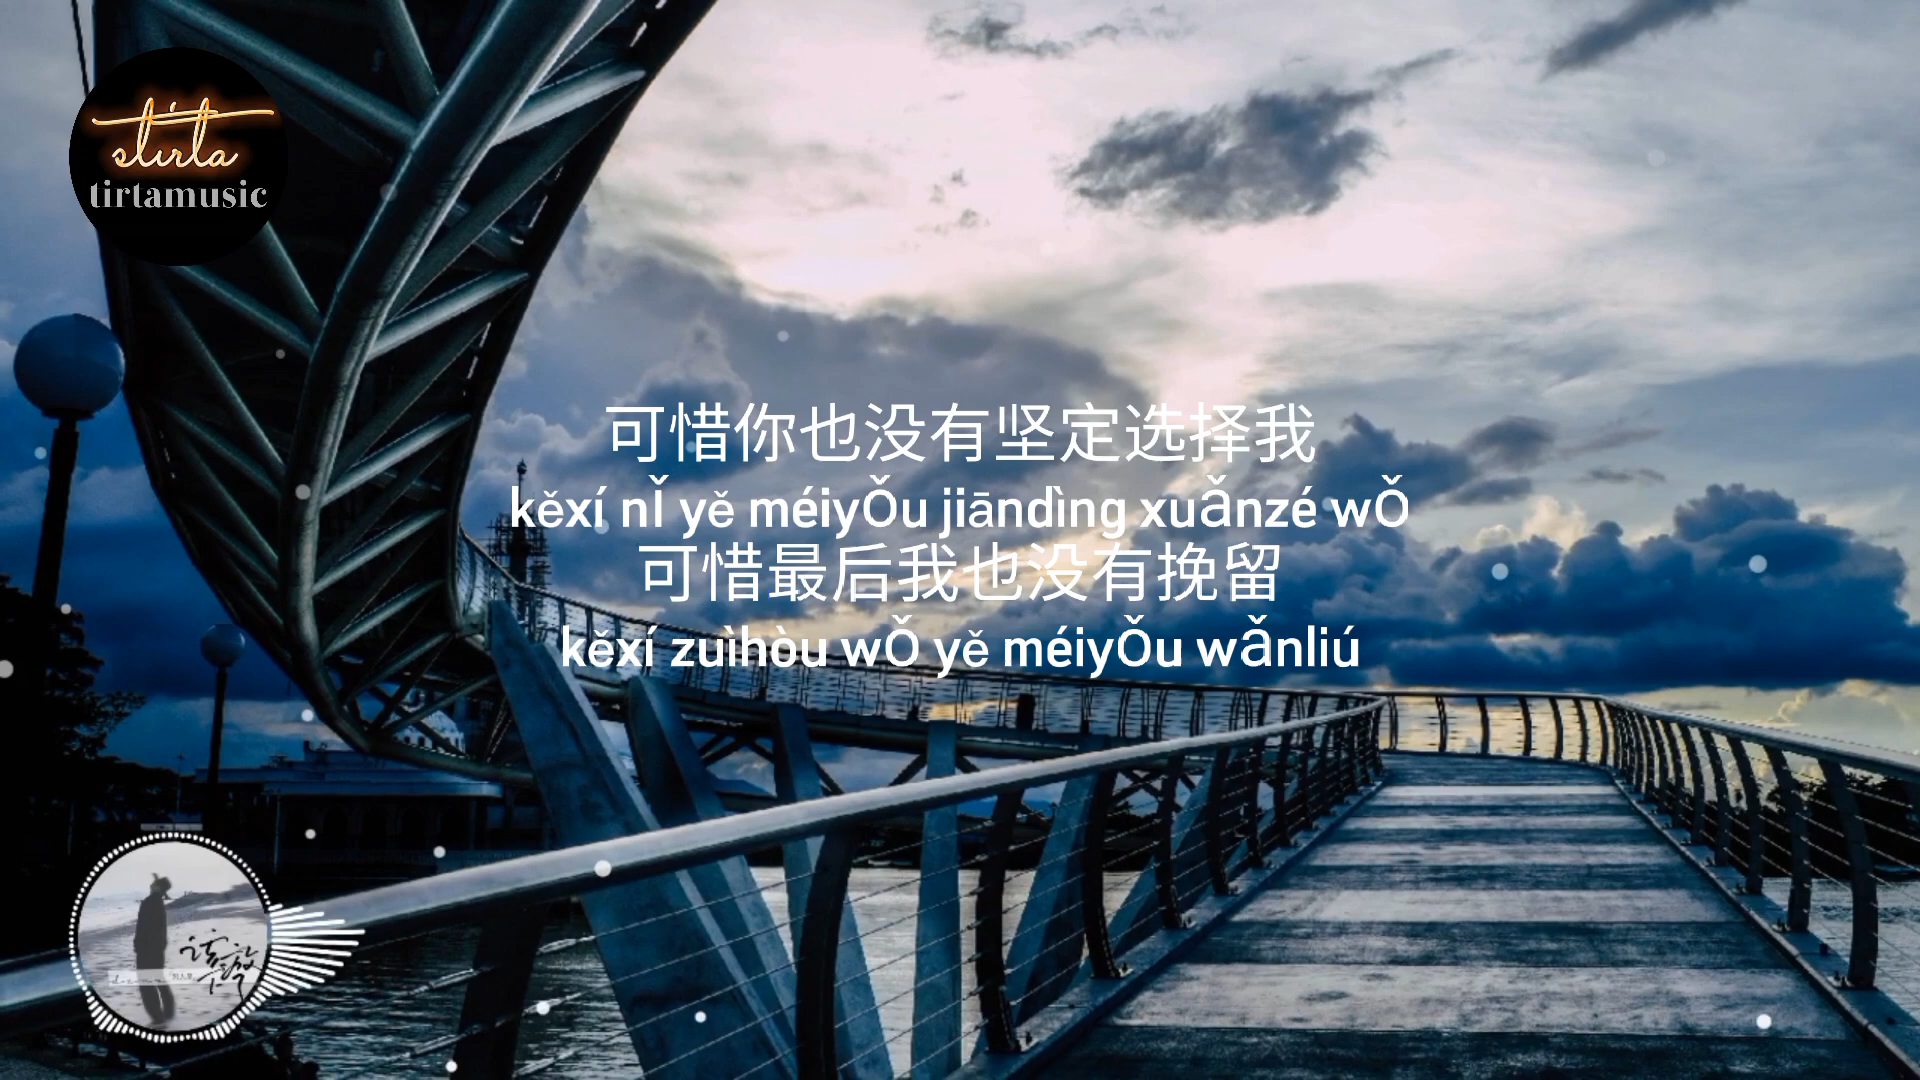 stirta
tirtamusic
可惜你也没有坚定选择我
kěxí nǐ yě méiyǒu jiāndìng xuǎnzé wǒ
可惜最后我也没有挽留
kěxí zuìhòu wǒ yě méiyǒu wǎnliú